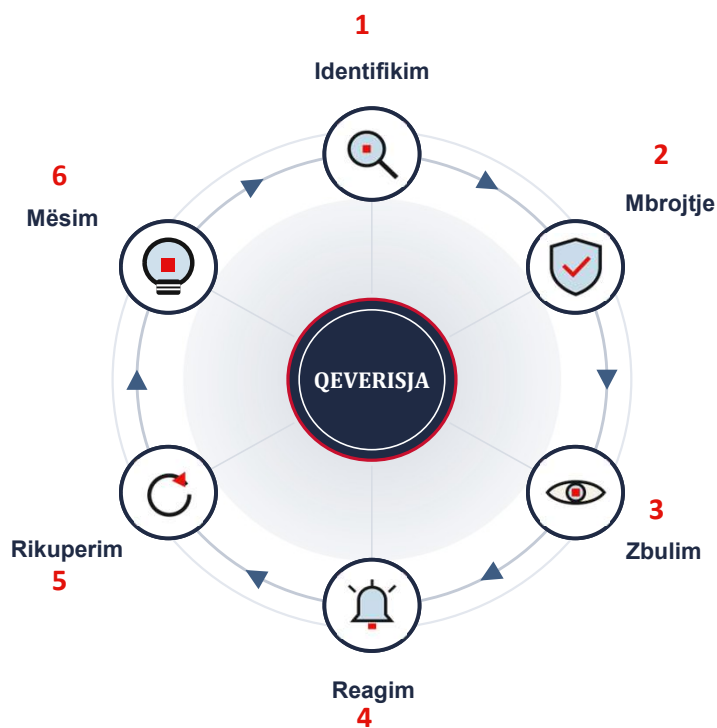 1
Identifikim
2
Mbrojtje
3
Zbulim
Reagim
4
Rikuperim
5
6
Mësim
QEVERISJA